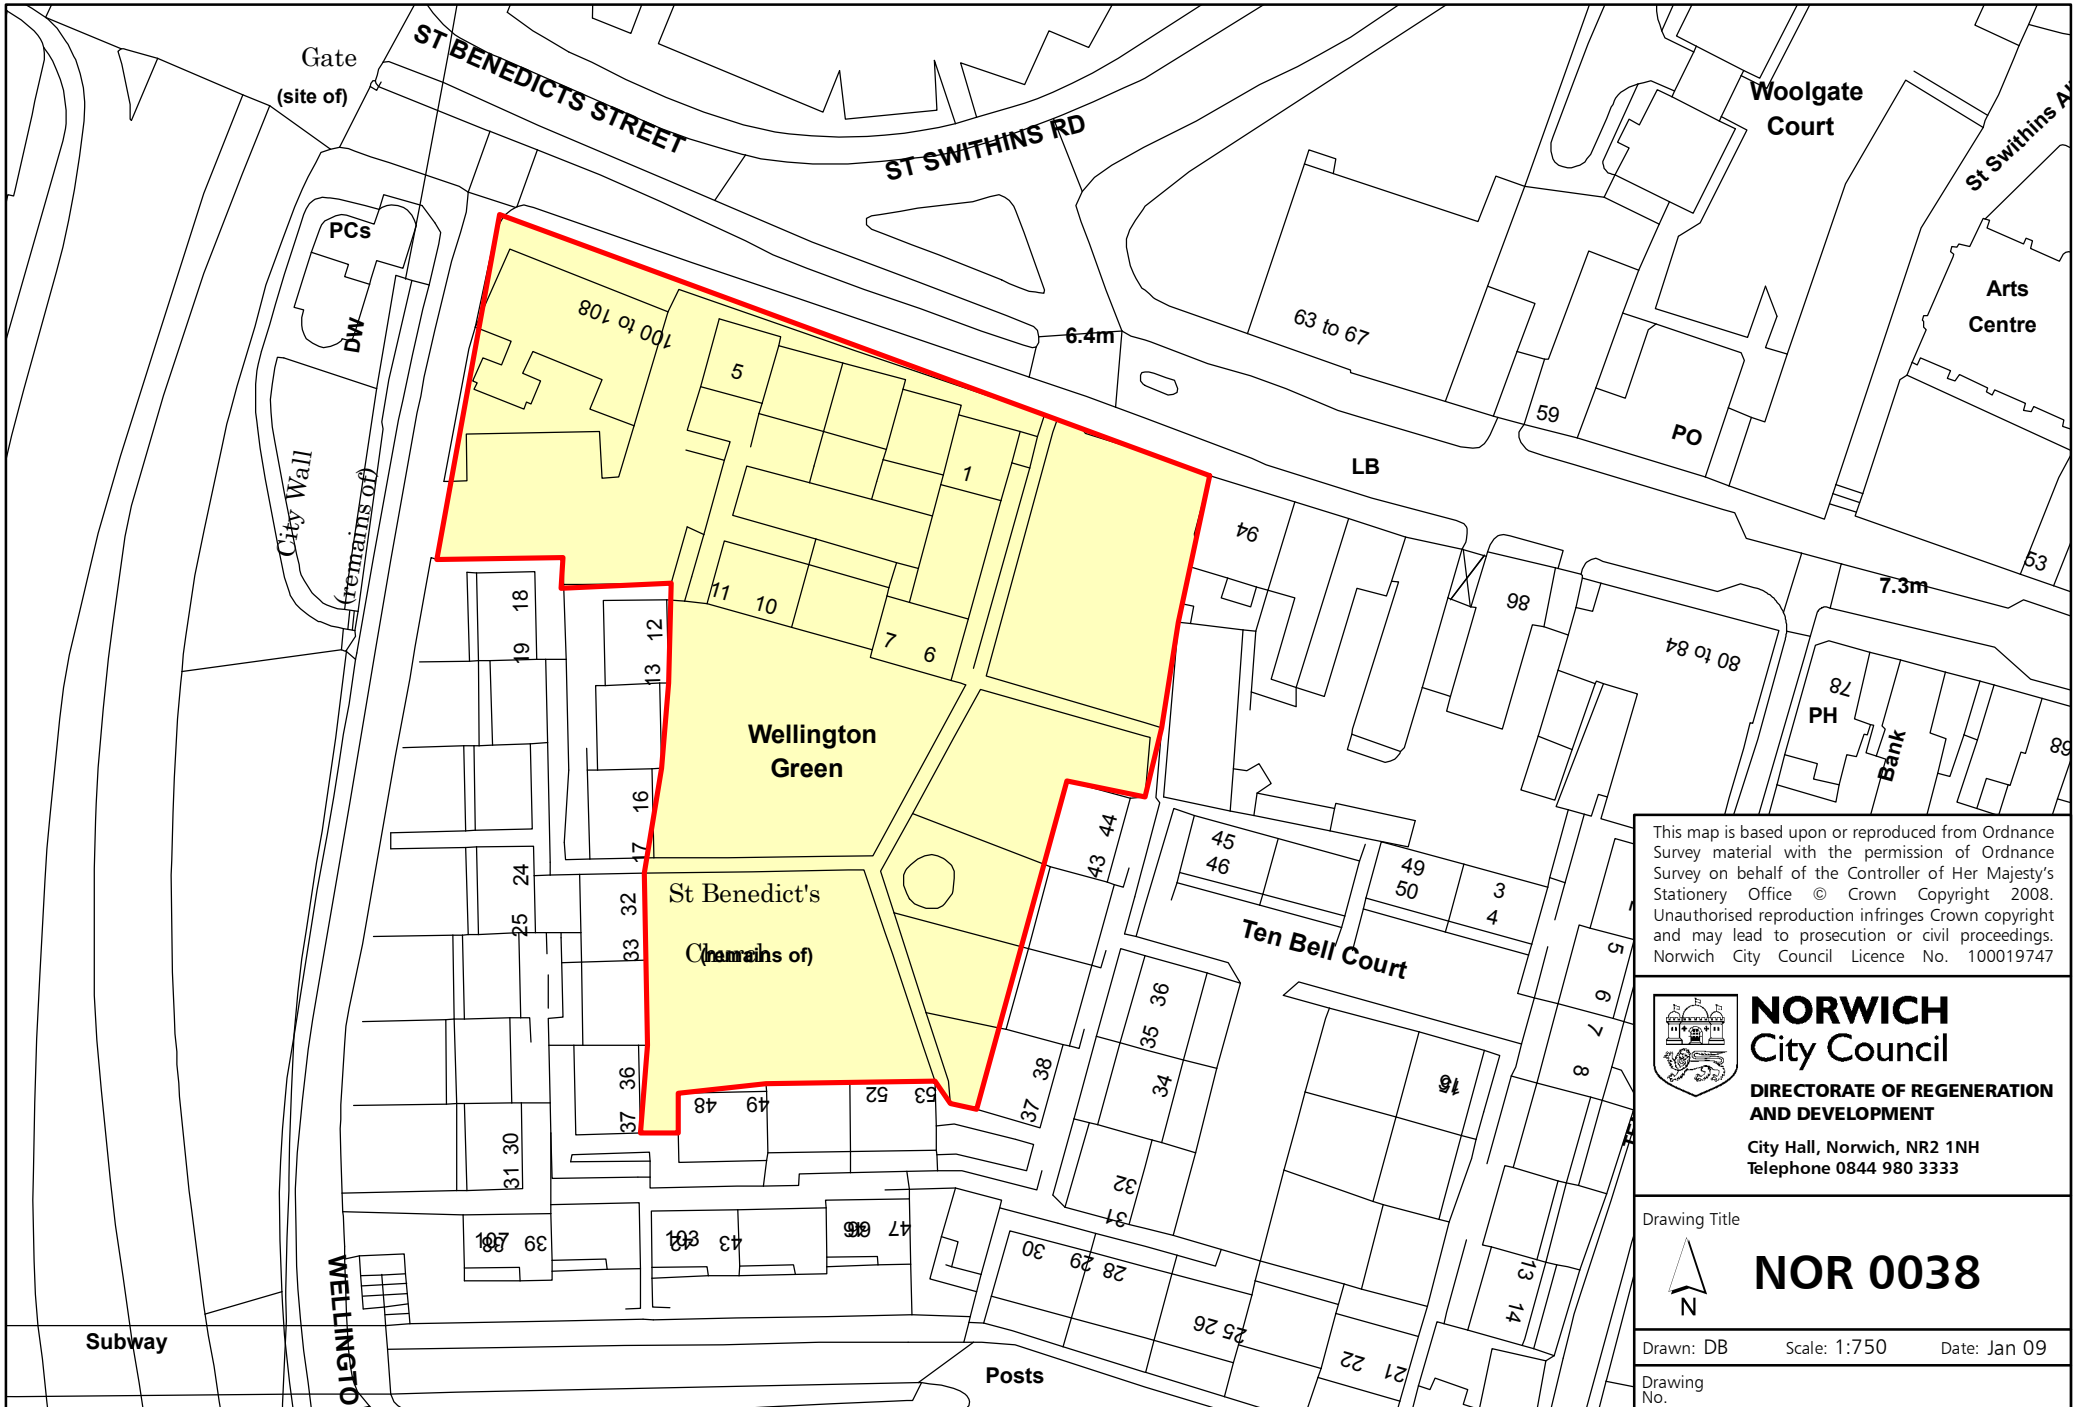 Gate
(site of)
ST BENEDICTS STREET
ST SWITHINS RD
Woolgate
Court
PCs
DW
100 to 108
5
1
6.4m
63 to 67
59
PO
LB
Arts
Centre
City Wall
(remains of)
94
86
80 to 84
53
7.3m
78
PH
Bank
68
18
19
12
13
11
10
7
6
Wellington
Green
16
17
24
25
32
33
St Benedict's
Church
(remains of)
44
43
45
46
49
50
3
4
Ten Bell Court
5
6
7
8
36
35
34
38
37
32
31
36
37
30
31
48
49
52
53
39
43
47
30
29
28
26
25
22
21
13
14
WELLINGTO
Subway
Posts
This map is based upon or reproduced from Ordnance
Survey material with the permission of Ordnance
Survey on behalf of the Controller of Her Majesty's
Stationery Office © Crown Copyright 2008.
Unauthorised reproduction infringes Crown copyright
and may lead to prosecution or civil proceedings.
Norwich City Council Licence No. 100019747
NORWICH
City Council
DIRECTORATE OF REGENERATION
AND DEVELOPMENT
City Hall, Norwich, NR2 1NH
Telephone 0844 980 3333
Drawing Title
N
NOR 0038
Drawn: DB Scale: 1:750 Date: Jan 09
Drawing
No.
St Swithins